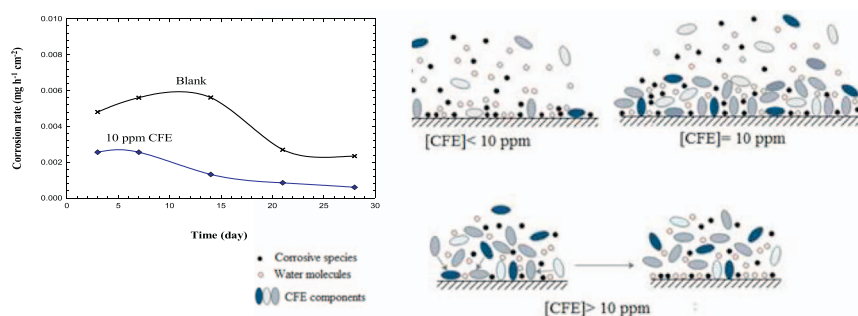 Corrosion rate (mg h⁻¹ cm⁻²)
0.010
0.008
0.006
0.004
0.002
0.000
Blank
10 ppm CFE
0 5 10 15 20 25 30
Time (day)
Corrosive species
Water molecules
CFE components
[CFE]< 10 ppm
[CFE]= 10 ppm
[CFE]> 10 ppm